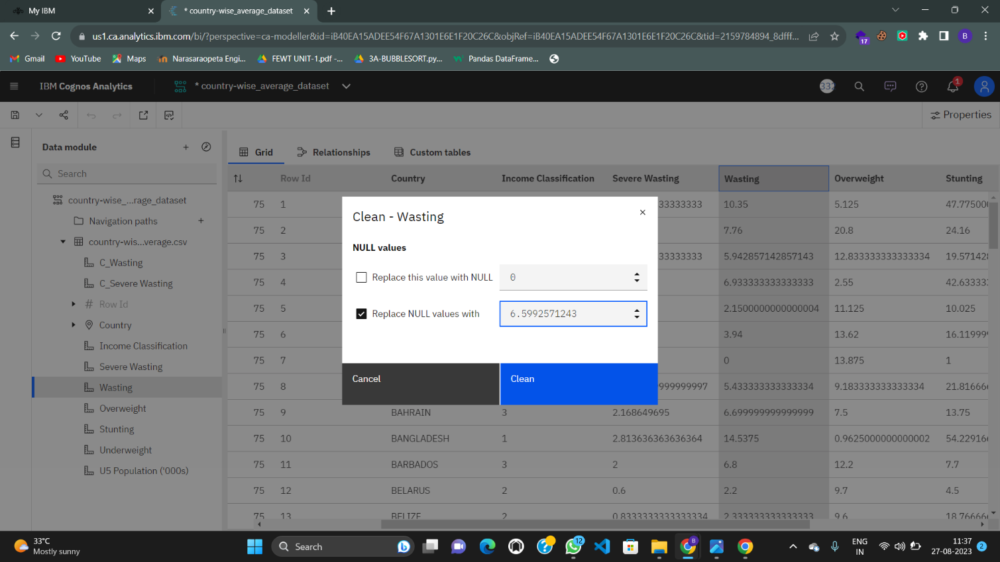 My IBM
* country-wise_average_dataset
us1.ca.analytics.ibm.com/bi/?perspective=ca-modeller&id=iB40EA15ADEE54F67A1301E6E1F20C26C&objRef=iB40EA15ADEE54F67A1301E6E1F20C26C&tid=2159784894_8dfff...
17
B
Gmail
YouTube
Maps
Narasaraopeta Engi...
FEWT UNIT-1.pdf -...
3A-BUBBLESORT.py...
Pandas DataFrame...
IBM Cognos Analytics
* country-wise_average_dataset
332
1
Properties
Data module
Search
country-wise_...rage_dataset
Navigation paths
country-wis...verage.csv
C_Wasting
C_Severe Wasting
# Row Id
Country
Income Classification
Severe Wasting
Wasting
Overweight
Stunting
Underweight
U5 Population ('000s)
Grid
Relationships
Custom tables
Row Id Country Income Classification Severe Wasting Wasting Overweight Stunting
75 1 33333333 10.35 5.125 47.77500
75 2 7.76 20.8 24.16
75 3 33333333 5.942857142857143 12.833333333333334 19.571428
75 4 6.933333333333333 2.55 42.63333
75 5 2.1500000000000004 11.125 10.025
75 6 3.94 13.62 16.11999
75 7 0 13.875 1
75 8 9999999997 5.433333333333334 9.183333333333334 21.81666
75 9 BAHRAIN 3 2.168649695 6.699999999999999 7.5 13.75
75 10 BANGLADESH 1 2.813636363636364 14.5375 0.9625000000000002 54.22916
75 11 BARBADOS 3 2 6.8 12.2 7.7
75 12 BELARUS 2 0.6 2.2 9.7 4.5
75 13 BELIZE 2 0.8333333333333334 2.333333333333333 9.6 18.76666
Clean - Wasting
NULL values
Replace this value with NULL
0
Replace NULL values with
6.5992571243
Cancel
Clean
33°C
Mostly sunny
Search
12
B
ENG
IN
11:37
27-08-2023
2